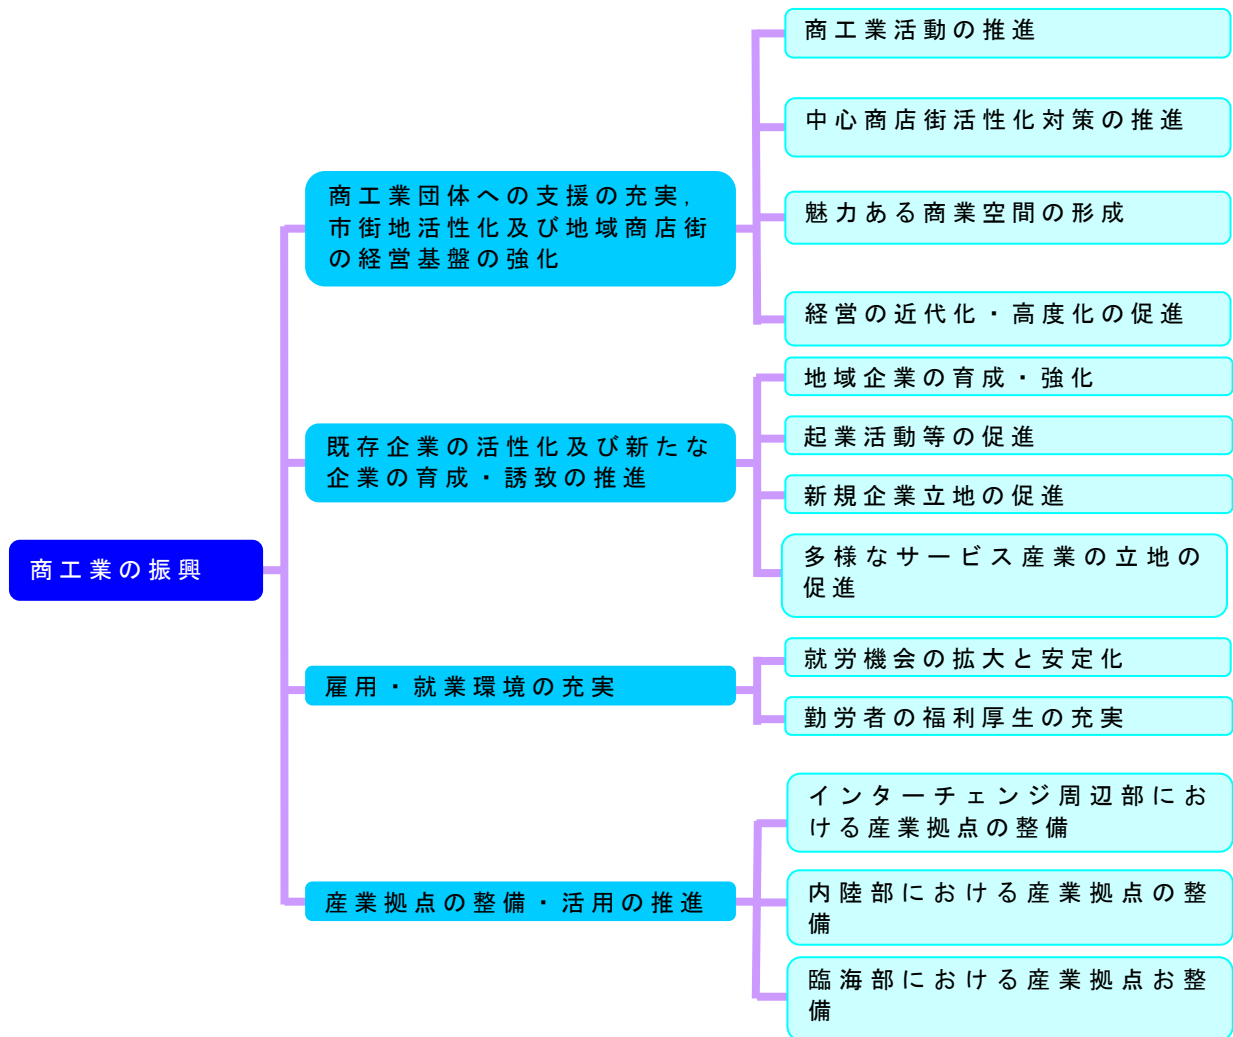 商工業の振興
商工業団体への支援の充実,
市街地活性化及び地域商店街
の経営基盤の強化
商工業活動の推進
中心商店街活性化対策の推進
魅力ある商業空間の形成
経営の近代化・高度化の促進
既存企業の活性化及び新たな
企業の育成・誘致の推進
地域企業の育成・強化
起業活動等の促進
新規企業立地の促進
多様なサービス産業の立地の
促進
雇用・就業環境の充実
就労機会の拡大と安定化
勤労者の福利厚生の充実
産業拠点の整備・活用の推進
インターチェンジ周辺部にお
ける産業拠点の整備
内陸部における産業拠点の整
備
臨海部における産業拠点お整
備